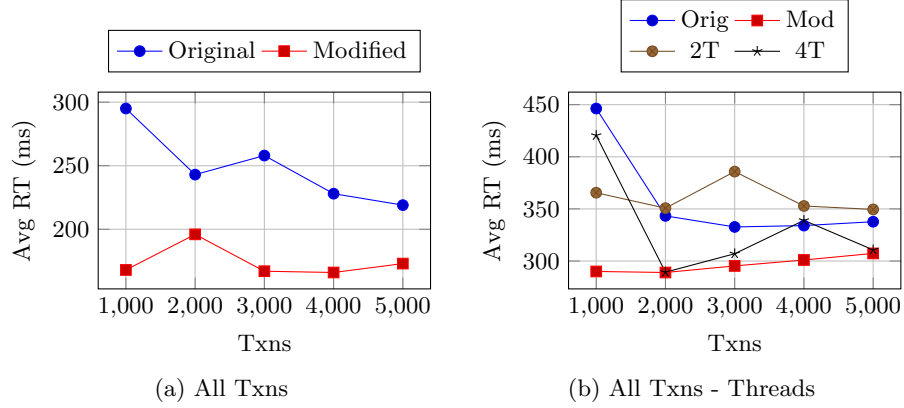 Original Modified
300
250
200
Avg RT (ms)
1,000 2,000 3,000 4,000 5,000
Txns
(a) All Txns
Orig Mod
2T 4T
450
400
350
300
Avg RT (ms)
1,000 2,000 3,000 4,000 5,000
Txns
(b) All Txns - Threads